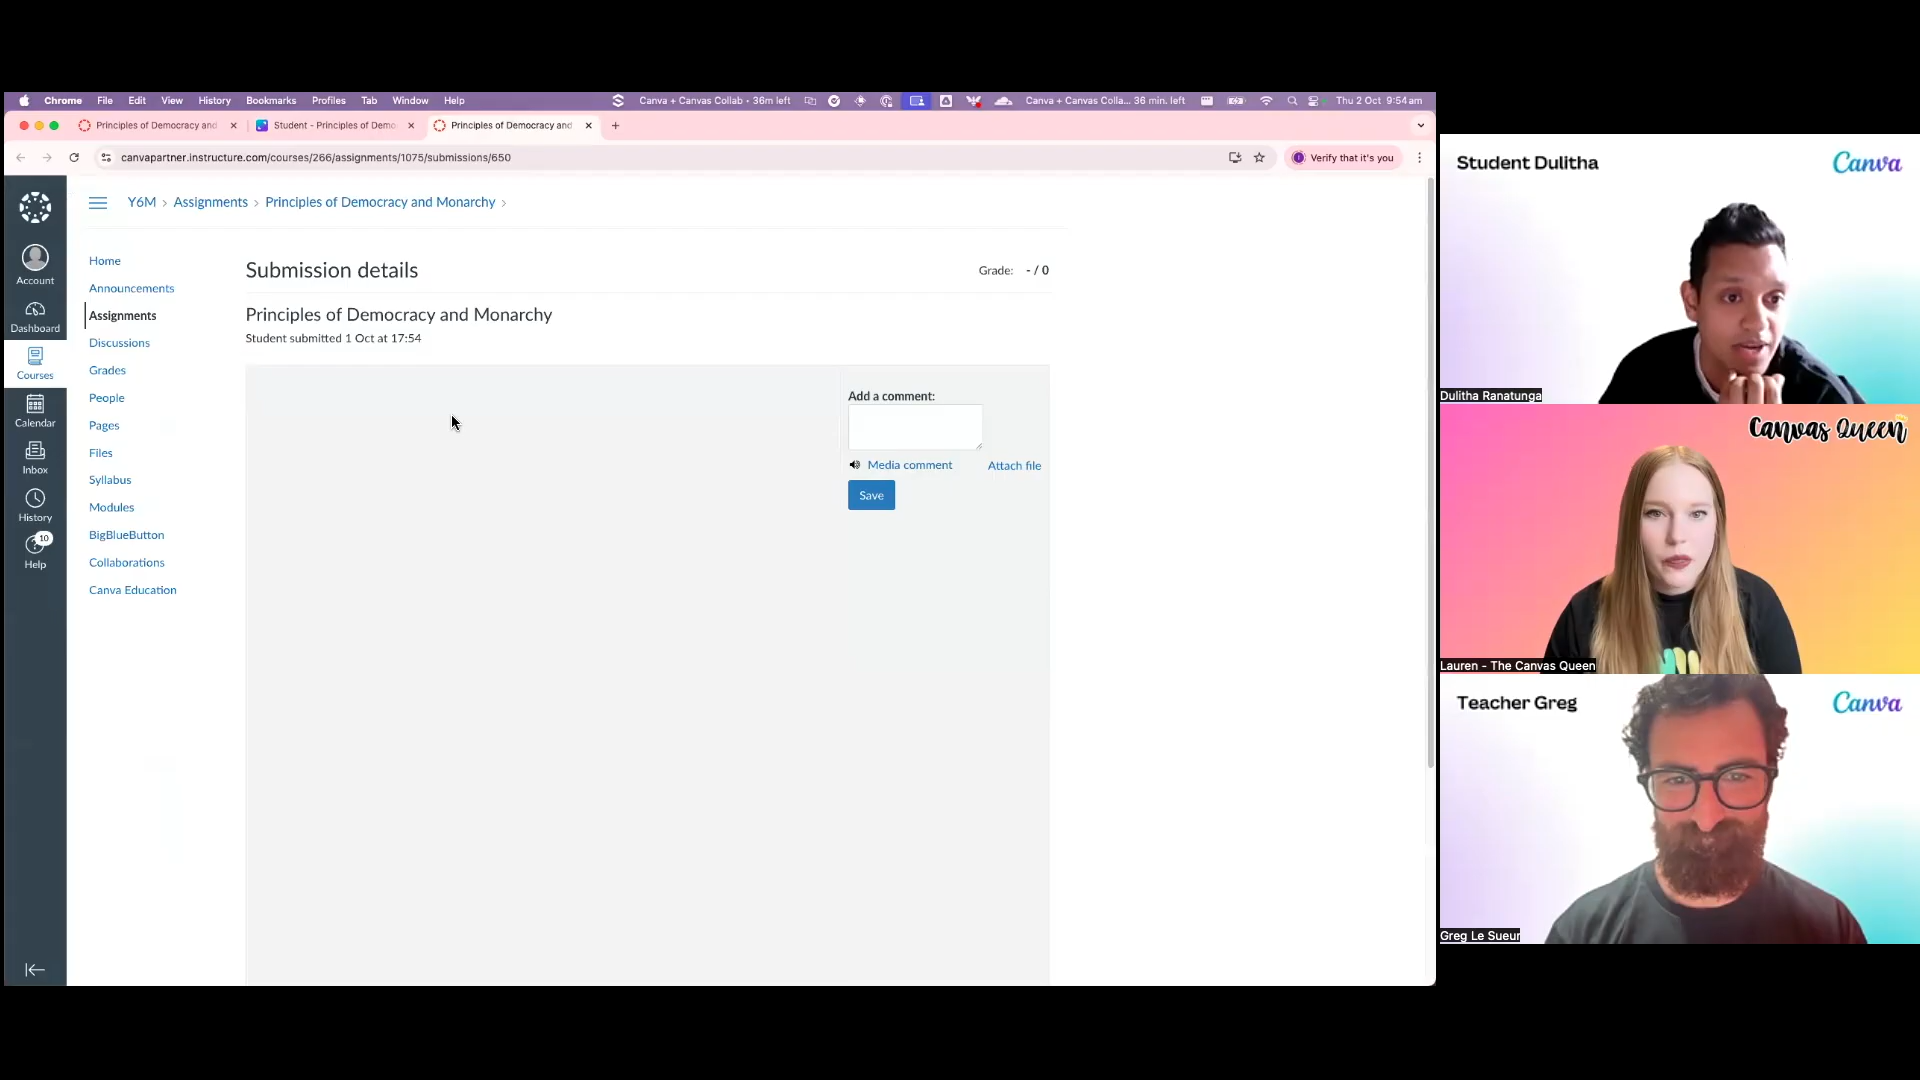 Chrome File Edit View History Bookmarks Profiles Tab Window Help Canva + Canvas Collab • 36m left Canva + Canvas Colla... 36 min. left Thu 2 Oct 9:54am
Principles of Democracy and Student - Principles of Demo Principles of Democracy and
canvapartner.instructure.com/courses/266/assignments/1075/submissions/650 Verify that it's you
Y6M Assignments Principles of Democracy and Monarchy
Account
Dashboard
Courses
Calendar
Inbox
History
10
Help
Home
Announcements
Assignments
Discussions
Grades
People
Pages
Files
Syllabus
Modules
BigBlueButton
Collaborations
Canva Education
Submission details Grade: - / 0
Principles of Democracy and Monarchy
Student submitted 1 Oct at 17:54
Add a comment:
Media comment Attach file
Save
Student Dulitha Canva
Dulitha Ranatunga
Canvas Queen
Lauren - The Canvas Queen
Teacher Greg Canva
Greg Le Sueur